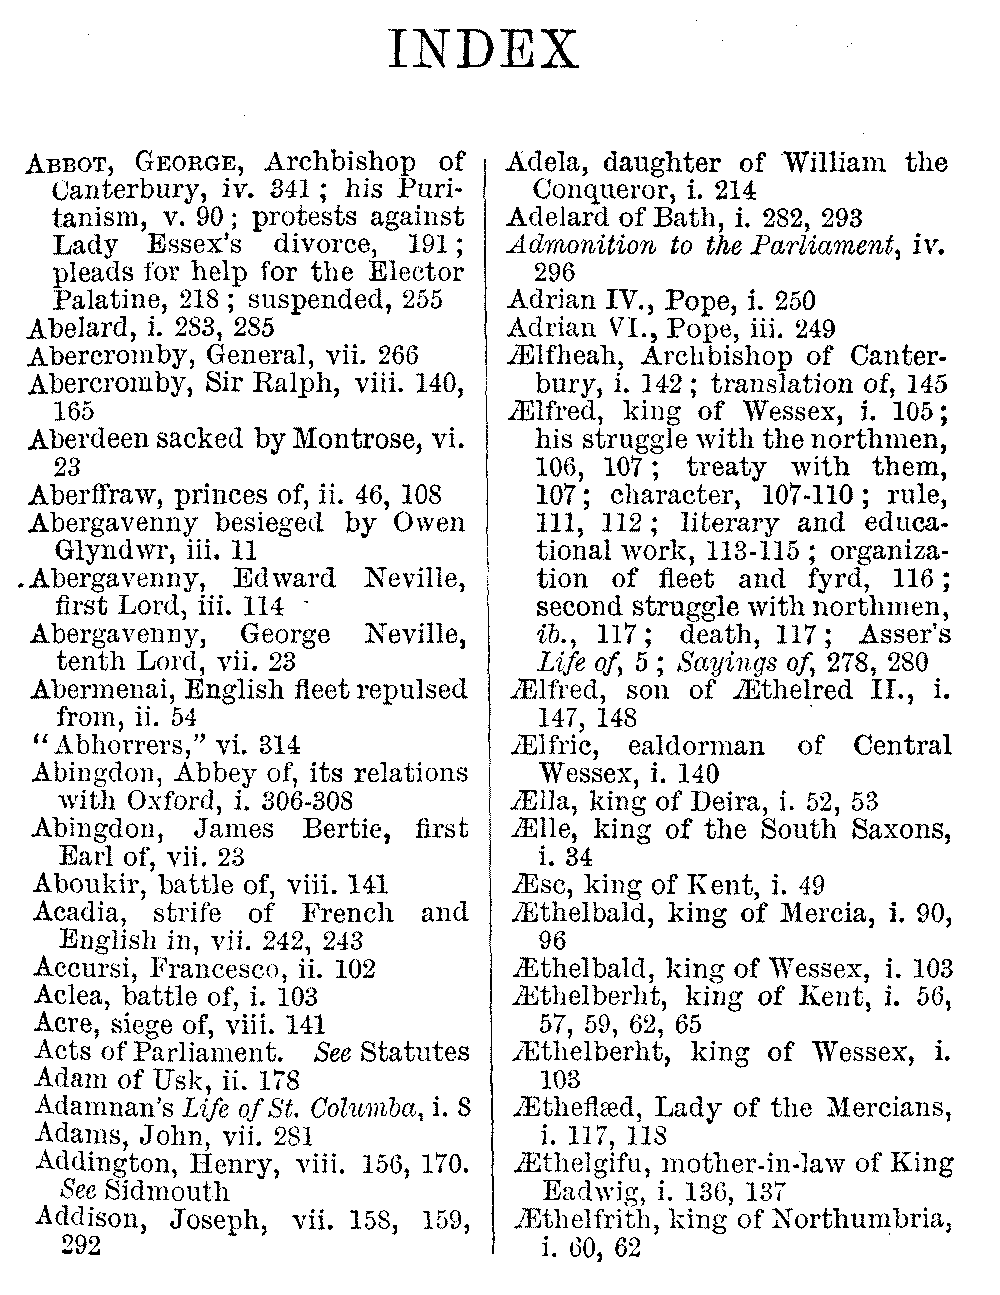 INDEX
ABBOT, GEORGE, Archbishop of
Canterbury, iv. 341 ; his Puri-
tanism, v. 90 ; protests against
Lady Essex's divorce, 191 ;
pleads for help for the Elector
Palatine, 218 ; suspended, 255
Abelard, i. 283, 285
Abercromby, General, vii. 266
Abercromby, Sir Ralph, viii. 140,
165
Aberdeen sacked by Montrose, vi.
23
Aberffraw, princes of, ii. 46, 108
Abergavenny besieged by Owen
Glyndwr, iii. 11
Abergavenny, Edward Neville,
first Lord, iii. 114
Abergavenny, George Neville,
tenth Lord, vii. 23
Abermenai, English fleet repulsed
from, ii. 54
"Abhorrers," vi. 314
Abingdon, Abbey of, its relations
with Oxford, i. 306-308
Abingdon, James Bertie, first
Earl of, vii. 23
Aboukir, battle of, viii. 141
Acadia, strife of French and
English in, vii. 242, 243
Accursi, Francesco, ii. 102
Aclea, battle of, i. 103
Acre, siege of, viii. 141
Acts of Parliament. See Statutes
Adam of Usk, ii. 178
Adamnan's Life of St. Columba, i. 8
Adams, John, vii. 281
Addington, Henry, viii. 156, 170.
See Sidmouth
Addison, Joseph, vii. 158, 159,
292
Adela, daughter of William the
Conqueror, i. 214
Adelard of Bath, i. 282, 293
Admonition to the Parliament, iv.
296
Adrian IV., Pope, i. 250
Adrian VI., Pope, iii. 249
Ælfheah, Archbishop of Canter-
bury, i. 142 ; translation of, 145
Ælfred, king of Wessex, i. 105 ;
his struggle with the northmen,
106, 107 ; treaty with them,
107 ; character, 107-110 ; rule,
111, 112 ; literary and educa-
tional work, 113-115 ; organiza-
tion of fleet and fyrd, 116 ;
second struggle with northmen,
ib., 117 ; death, 117 ; Asser's
Life of, 5 ; Sayings of, 278, 280
Ælfred, son of Æthelred II., i.
147, 148
Ælfric, ealdorman of Central
Wessex, i. 140
Ælla, king of Deira, i. 52, 53
Ælle, king of the South Saxons,
i. 34
Æsc, king of Kent, i. 49
Æthelbald, king of Mercia, i. 90,
96
Æthelbald, king of Wessex, i. 103
Æthelberht, king of Kent, i. 56,
57, 59, 62, 65
Æthelberht, king of Wessex, i.
103
Ætheflæd, Lady of the Mercians,
i. 117, 118
Æthelgifu, mother-in-law of King
Eadwig, i. 136, 137
Æthelfrith, king of Northumbria,
i. 60, 62